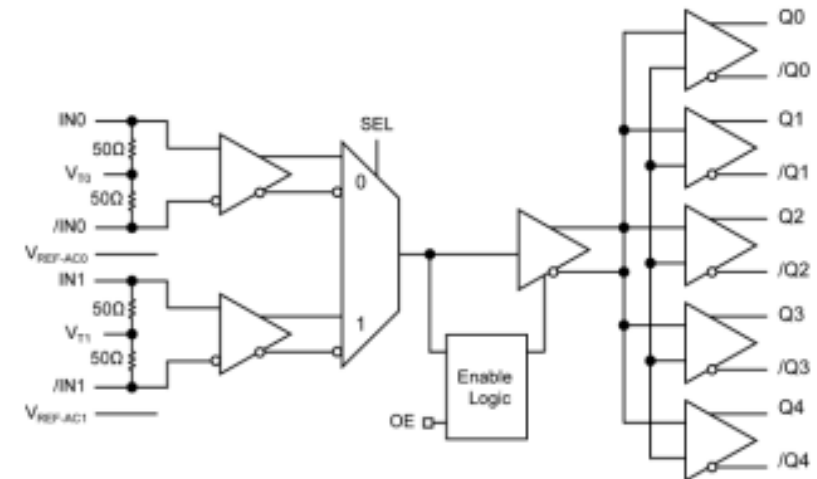 IN0
50Ω
VT0
50Ω
/IN0
VREF-AC0
IN1
50Ω
VT1
50Ω
/IN1
VREF-AC1
SEL
0
1
Enable
Logic
OE
Q0
/Q0
Q1
/Q1
Q2
/Q2
Q3
/Q3
Q4
/Q4